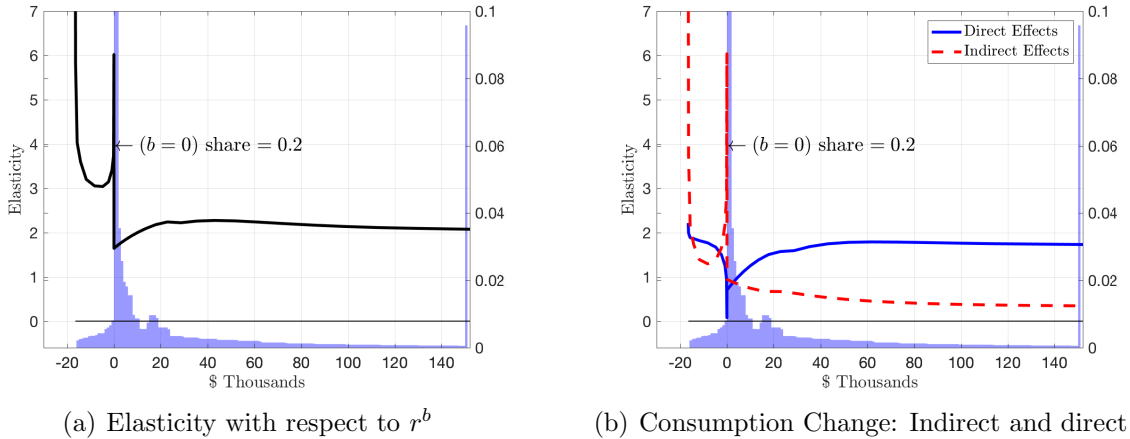 7
6
5
4
3
2
1
0
Elasticity
0.1
0.08
0.06
0.04
0.02
0
← (b = 0) share = 0.2
-20 0 20 40 60 80 100 120 140
$ Thousands
(a) Elasticity with respect to r^b
7
6
5
4
3
2
1
0
Elasticity
0.1
0.08
0.06
0.04
0.02
0
Direct Effects
Indirect Effects
← (b = 0) share = 0.2
-20 0 20 40 60 80 100 120 140
$ Thousands
(b) Consumption Change: Indirect and direct